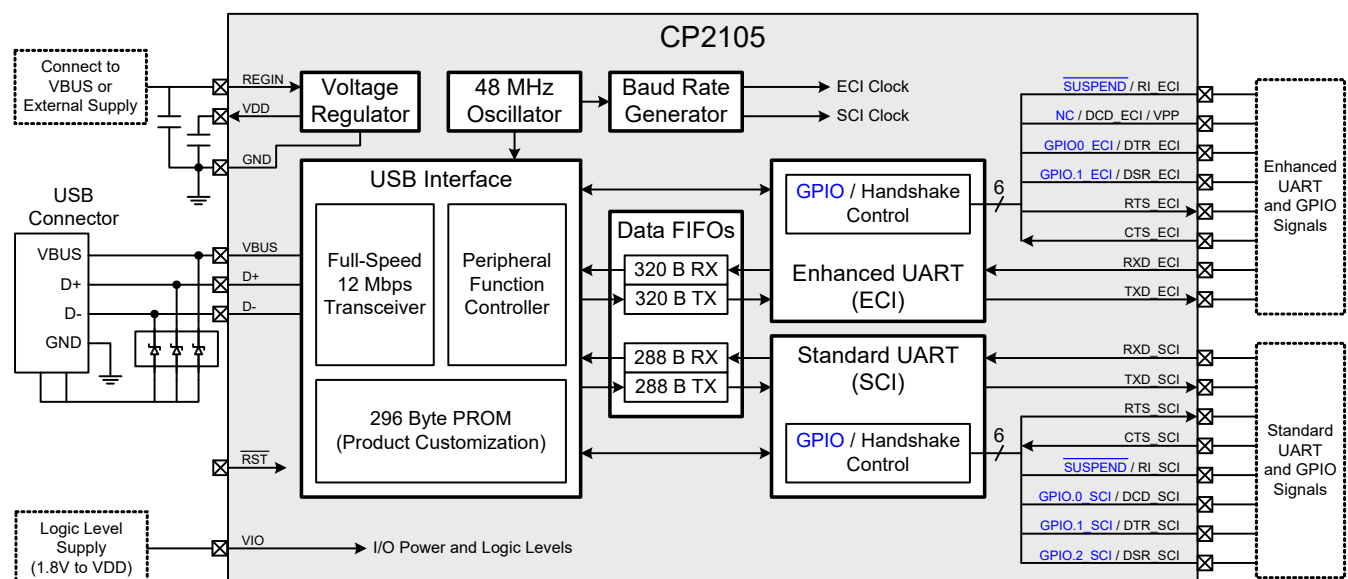 CP2105
Connect to
VBUS or
External Supply
REGIN
VDD
GND
Voltage
Regulator
48 MHz
Oscillator
Baud Rate
Generator
ECI Clock
SCI Clock
USB
Connector
VBUS
D+
D-
GND
VBUS
D+
D-
USB Interface
Full-Speed
12 Mbps
Transceiver
Peripheral
Function
Controller
296 Byte PROM
(Product Customization)
Data FIFOs
320 B RX
320 B TX
288 B RX
288 B TX
GPIO / Handshake
Control
Enhanced UART
(ECI)
6
SUSPEND / RI_ECI
NC / DCD_ECI / VPP
GPIO0_ECI / DTR_ECI
GPIO.1_ECI / DSR_ECI
RTS_ECI
CTS_ECI
RXD_ECI
TXD_ECI
Enhanced
UART
and GPIO
Signals
Standard UART
(SCI)
GPIO / Handshake
Control
6
RXD_SCI
TXD_SCI
RTS_SCI
CTS_SCI
SUSPEND / RI_SCI
GPIO.0_SCI / DCD_SCI
GPIO.1_SCI / DTR_SCI
GPIO.2_SCI / DSR_SCI
Standard
UART
and GPIO
Signals
RST
Logic Level
Supply
(1.8V to VDD)
VIO
I/O Power and Logic Levels